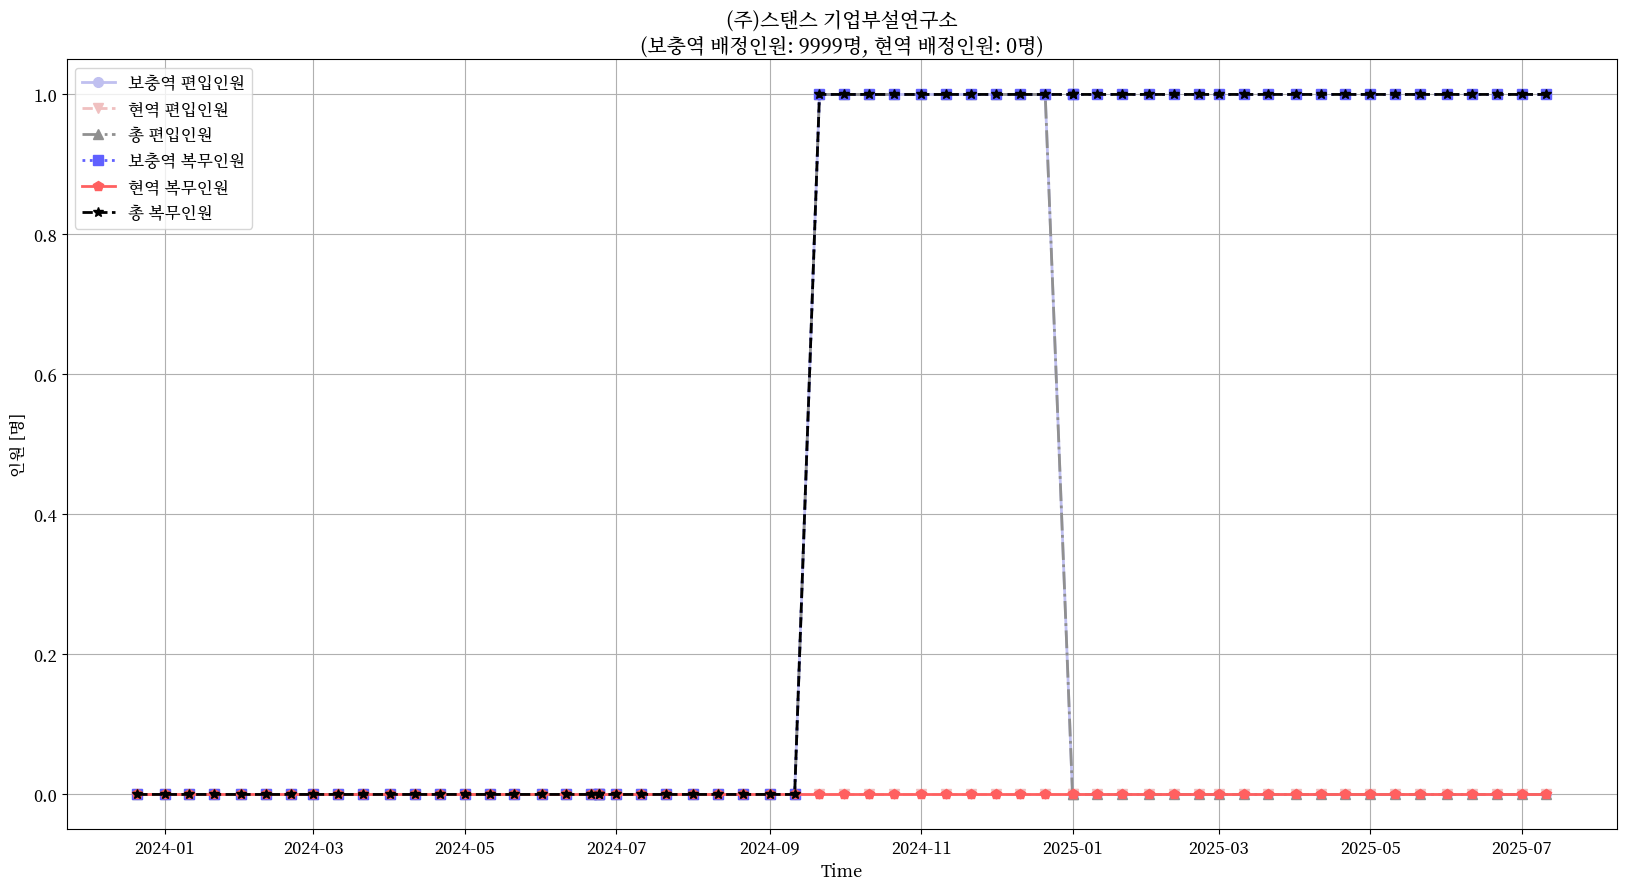 (주)스탠스 기업부설연구소
(보충역 배정인원: 9999명, 현역 배정인원: 0명)
보충역 편입인원
현역 편입인원
총 편입인원
보충역 복무인원
현역 복무인원
총 복무인원
인원 [명]
1.0
0.8
0.6
0.4
0.2
0.0
2024-01 2024-03 2024-05 2024-07 2024-09 2024-11 2025-01 2025-03 2025-05 2025-07
Time